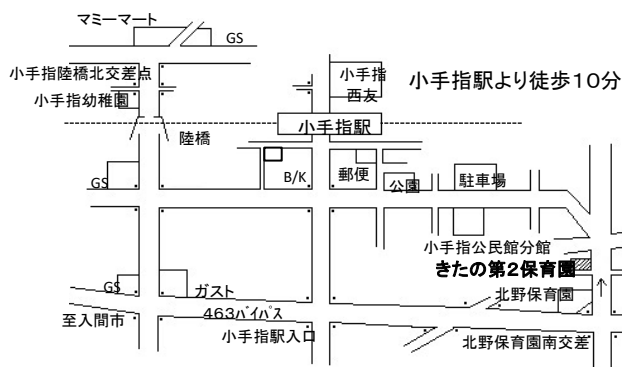 マミーマート
GS
小手指陸橋北交差点
小手指
西友
小手指駅より徒歩10分
小手指幼稚園
小手指駅
陸橋
B/K
郵便
駐車場
公園
GS
小手指公民館分館
きたの第2保育園
GS
ガスト
北野保育園
463バイパス
至入間市
小手指駅入口
北野保育園南交差